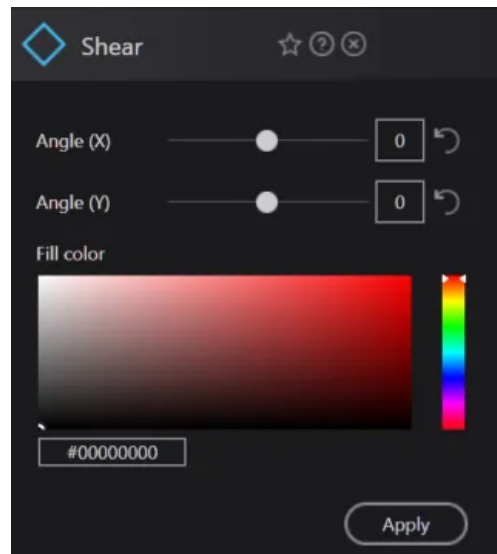 Shear
Angle (X) 0
Angle (Y) 0
Fill color
#00000000
Apply